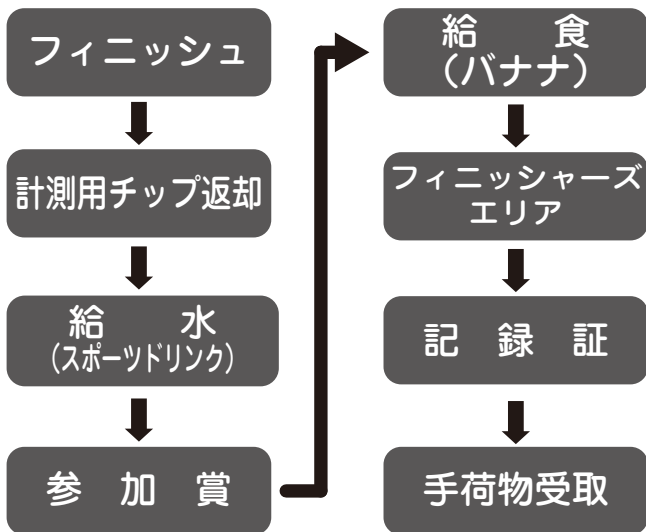 フィニッシュ
計測用チップ返却
給　水
(スポーツドリンク)
参　加　賞
給　食
(バナナ)
フィニッシャーズ
エリア
記　録　証
手荷物受取